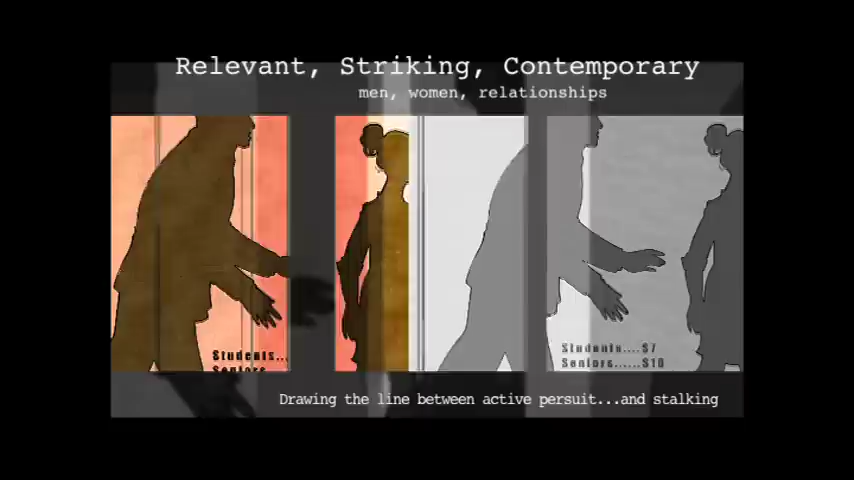 Relevant, Striking, Contemporary
men, women, relationships
Students...
Seniors
Students....$7
Seniors......$10
Drawing the line between active persuit...and stalking